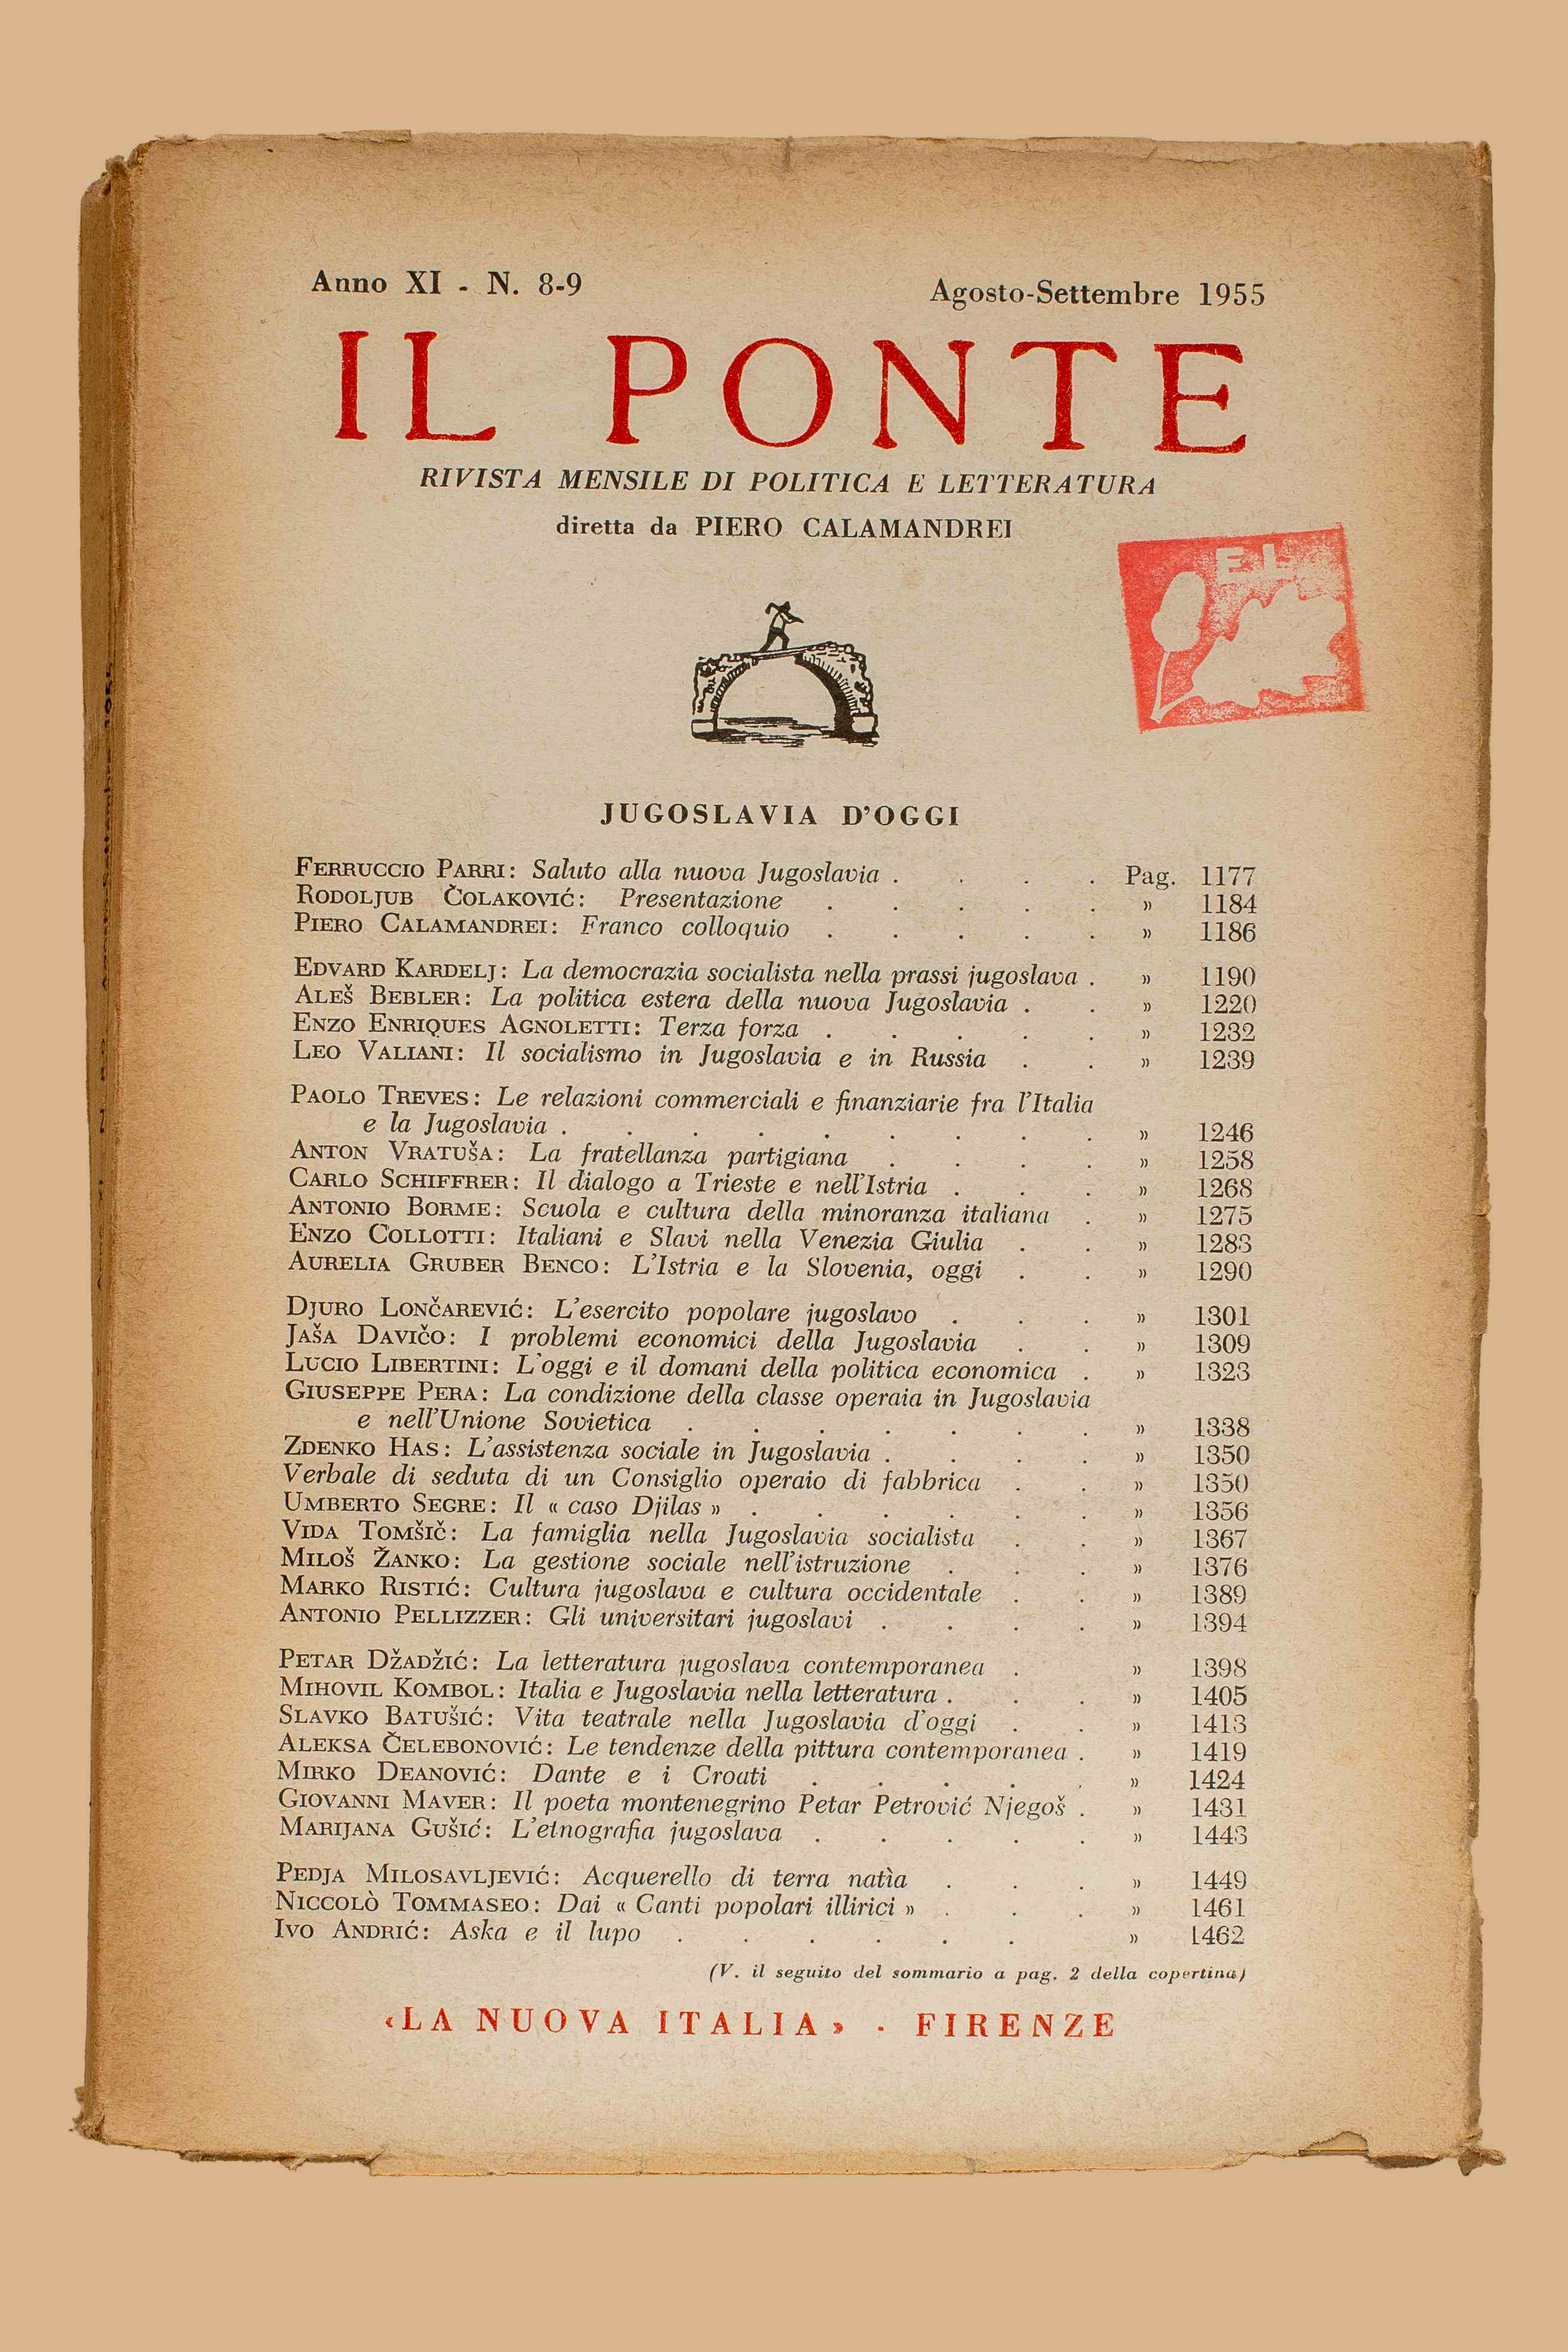 Anno XI - N. 8-9
Agosto-Settembre 1955
IL PONTE
RIVISTA MENSILE DI POLITICA E LETTERATURA
diretta da PIERO CALAMANDREI
E.L.
JUGOSLAVIA D'OGGI
FERRUCCIO PARRI: Saluto alla nuova Jugoslavia . . . . Pag. 1177
RODOLJUB ČOLAKOVIĆ: Presentazione . . . . . » 1184
PIERO CALAMANDREI: Franco colloquio . . . . . » 1186
EDVARD KARDELJ: La democrazia socialista nella prassi jugoslava . » 1190
ALEŠ BEBLER: La politica estera della nuova Jugoslavia . . » 1220
ENZO ENRIQUES AGNOLETTI: Terza forza . . . . . » 1232
LEO VALIANI: Il socialismo in Jugoslavia e in Russia . . » 1239
PAOLO TREVES: Le relazioni commerciali e finanziarie fra l'Italia
e la Jugoslavia . . . . . . . . . » 1246
ANTON VRATUŠA: La fratellanza partigiana . . . . » 1258
CARLO SCHIFFRER: Il dialogo a Trieste e nell'Istria . . . » 1268
ANTONIO BORME: Scuola e cultura della minoranza italiana . » 1275
ENZO COLLOTTI: Italiani e Slavi nella Venezia Giulia . . » 1283
AURELIA GRUBER BENCO: L'Istria e la Slovenia, oggi . . » 1290
DJURO LONČAREVIĆ: L'esercito popolare jugoslavo . . . » 1301
JAŠA DAVIČO: I problemi economici della Jugoslavia . . » 1309
LUCIO LIBERTINI: L'oggi e il domani della politica economica . » 1323
GIUSEPPE PERA: La condizione della classe operaia in Jugoslavia
e nell'Unione Sovietica . . . . . . . » 1338
ZDENKO HAS: L'assistenza sociale in Jugoslavia . . . . » 1350
Verbale di seduta di un Consiglio operaio di fabbrica . . » 1350
UMBERTO SEGRE: Il « caso Djilas » . . . . . . » 1356
VIDA TOMŠIČ: La famiglia nella Jugoslavia socialista . . » 1367
MILOŠ ŽANKO: La gestione sociale nell'istruzione . . . » 1376
MARKO RISTIĆ: Cultura jugoslava e cultura occidentale . . » 1389
ANTONIO PELLIZZER: Gli universitari jugoslavi . . . . » 1394
PETAR DŽADŽIĆ: La letteratura jugoslava contemporanea . » 1398
MIHOVIL KOMBOL: Italia e Jugoslavia nella letteratura . . . » 1405
SLAVKO BATUŠIĆ: Vita teatrale nella Jugoslavia d'oggi . . » 1413
ALEKSA ČELEBONOVIĆ: Le tendenze della pittura contemporanea . » 1419
MIRKO DEANOVIĆ: Dante e i Croati . . . . . » 1424
GIOVANNI MAVER: Il poeta montenegrino Petar Petrović Njegoš . » 1431
MARIJANA GUŠIĆ: L'etnografia jugoslava . . . . . » 1443
PEDJA MILOSAVLJEVIĆ: Acquerello di terra natìa . . . » 1449
NICCOLÒ TOMMASEO: Dai « Canti popolari illirici » . . . » 1461
IVO ANDRIĆ: Aska e il lupo . . . . . . » 1462
(V. il seguito del sommario a pag. 2 della copertina)
«LA NUOVA ITALIA» - FIRENZE